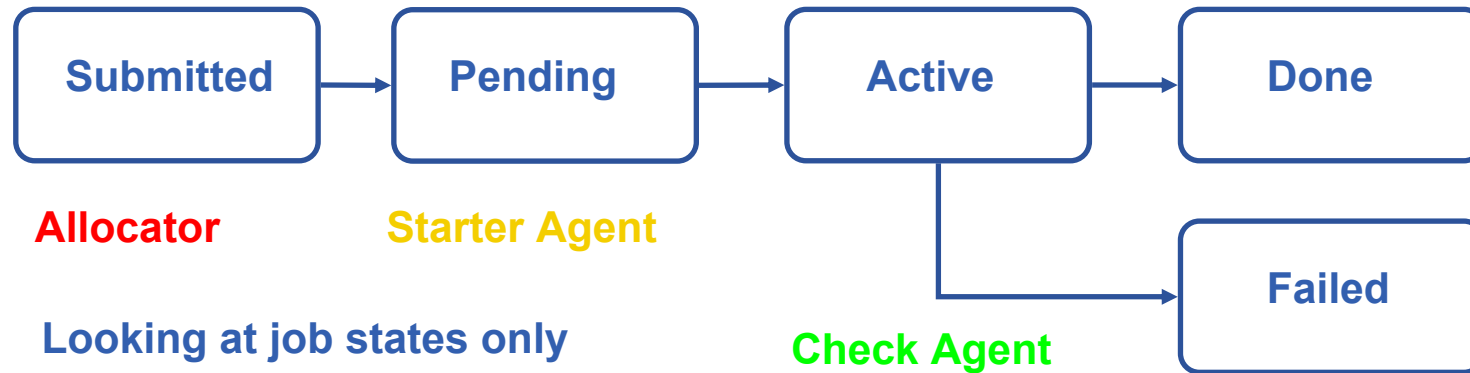 Submitted
Pending
Active
Done
Allocator
Starter Agent
Failed
Looking at job states only
Check Agent